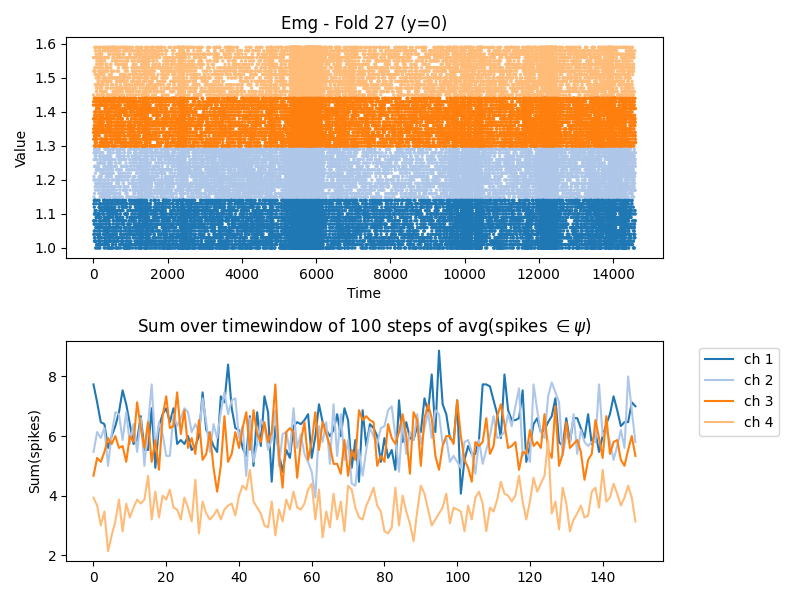 Emg - Fold 27 (y=0)
Value
1.6
1.5
1.4
1.3
1.2
1.1
1.0
0 2000 4000 6000 8000 10000 12000 14000
Time
Sum over timewindow of 100 steps of avg(spikes ∈ψ)
Sum(spikes)
8
6
4
2
0 20 40 60 80 100 120 140
ch 1
ch 2
ch 3
ch 4